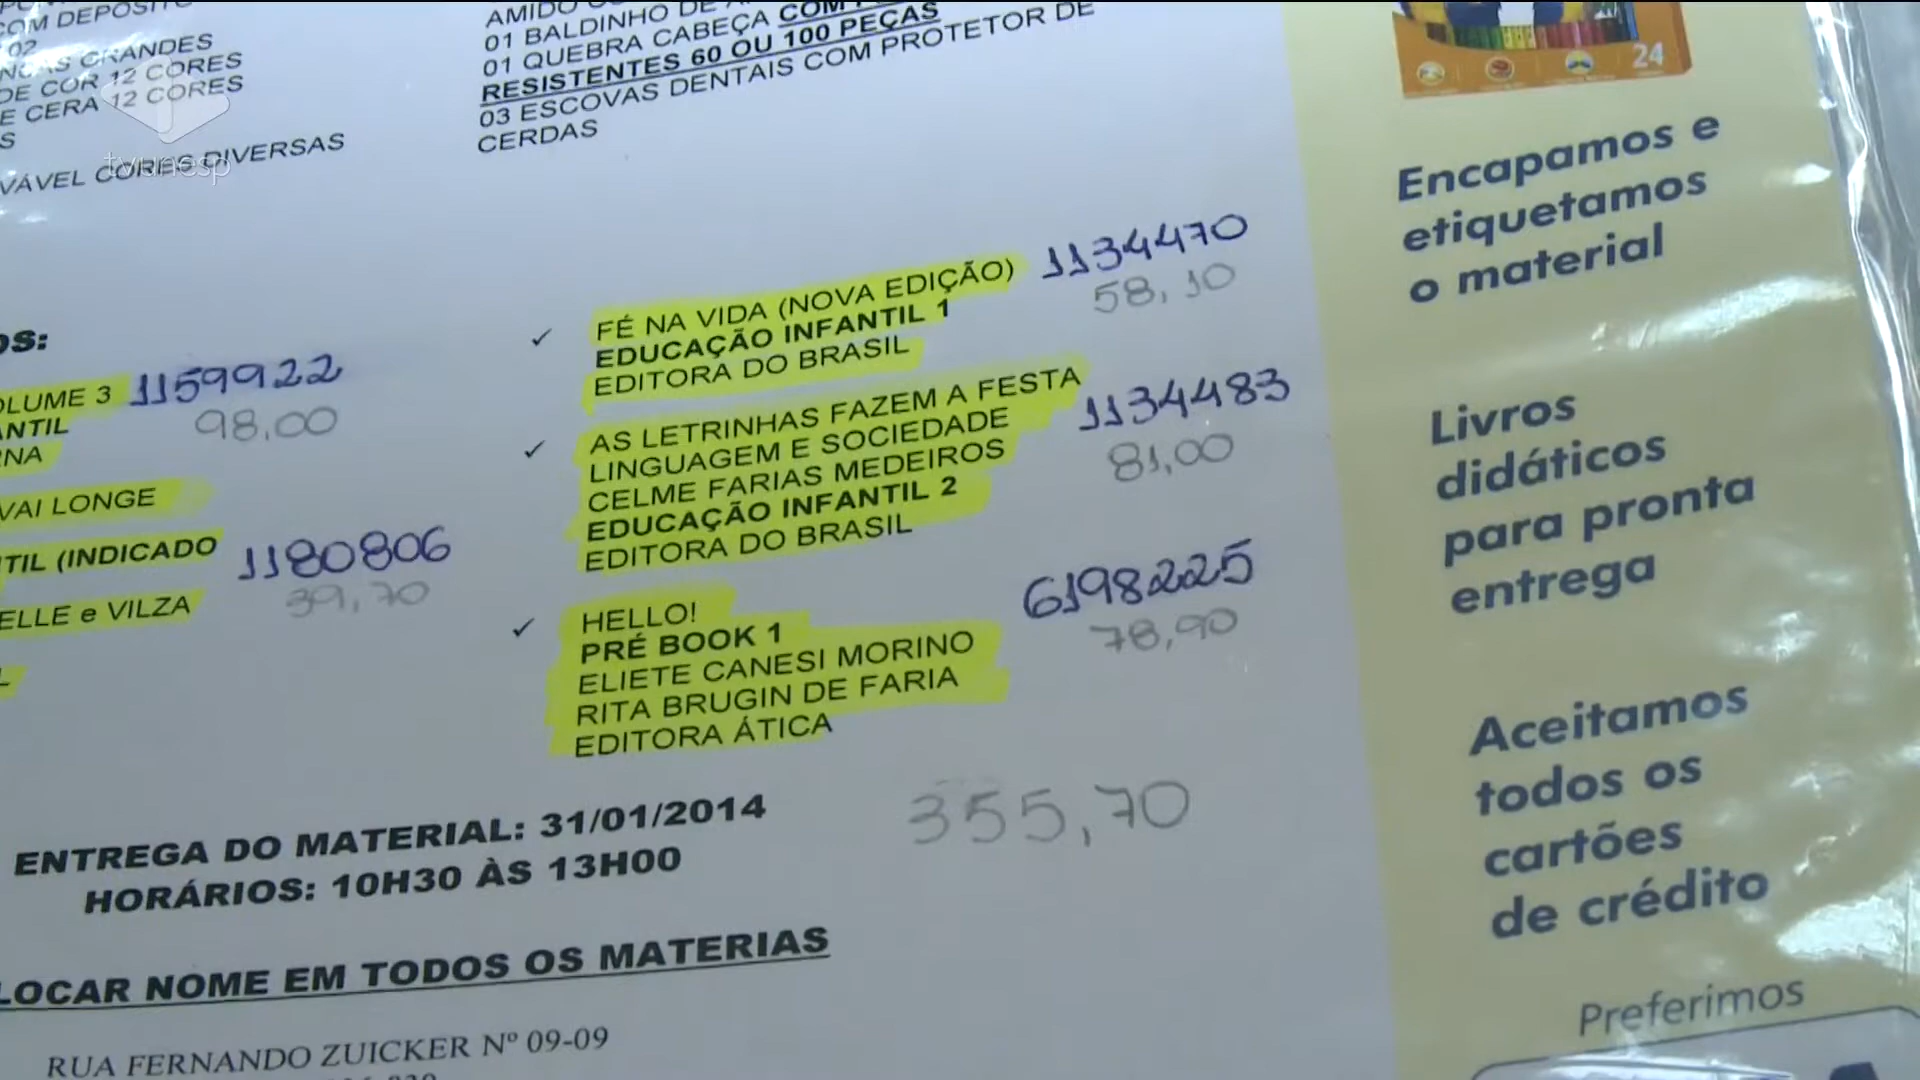 COM DEPÓSITO
02
GRANDES
DE COR 12 CORES
E CERA 12 CORES
S
VÁVEL CORES DIVERSAS
AMIDO
01 BALDINHO DE
01 QUEBRA CABEÇA COM
RESISTENTES 60 OU 100 PEÇAS
03 ESCOVAS DENTAIS COM PROTETOR DE
CERDAS
tvunesp
OS:
OLUME 3 1159922
ANTIL 98,00
RNA
VAI LONGE
TIL (INDICADO 1180806
39,70
ELLE e VILZA
L
✓ FÉ NA VIDA (NOVA EDIÇÃO) 1134470
EDUCAÇÃO INFANTIL 1 58,10
EDITORA DO BRASIL
✓ AS LETRINHAS FAZEM A FESTA 1134483
LINGUAGEM E SOCIEDADE 81,00
CELME FARIAS MEDEIROS
EDUCAÇÃO INFANTIL 2
EDITORA DO BRASIL
✓ HELLO! 6198225
PRÉ BOOK 1 78,90
ELIETE CANESI MORINO
RITA BRUGIN DE FARIA
EDITORA ÁTICA
355,70
ENTREGA DO MATERIAL: 31/01/2014
HORÁRIOS: 10H30 ÀS 13H00
LOCAR NOME EM TODOS OS MATERIAS
RUA FERNANDO ZUICKER Nº 09-09
24
Encapamos e
etiquetamos
o material
Livros
didáticos
para pronta
entrega
Aceitamos
todos os
cartões
de crédito
Preferimos